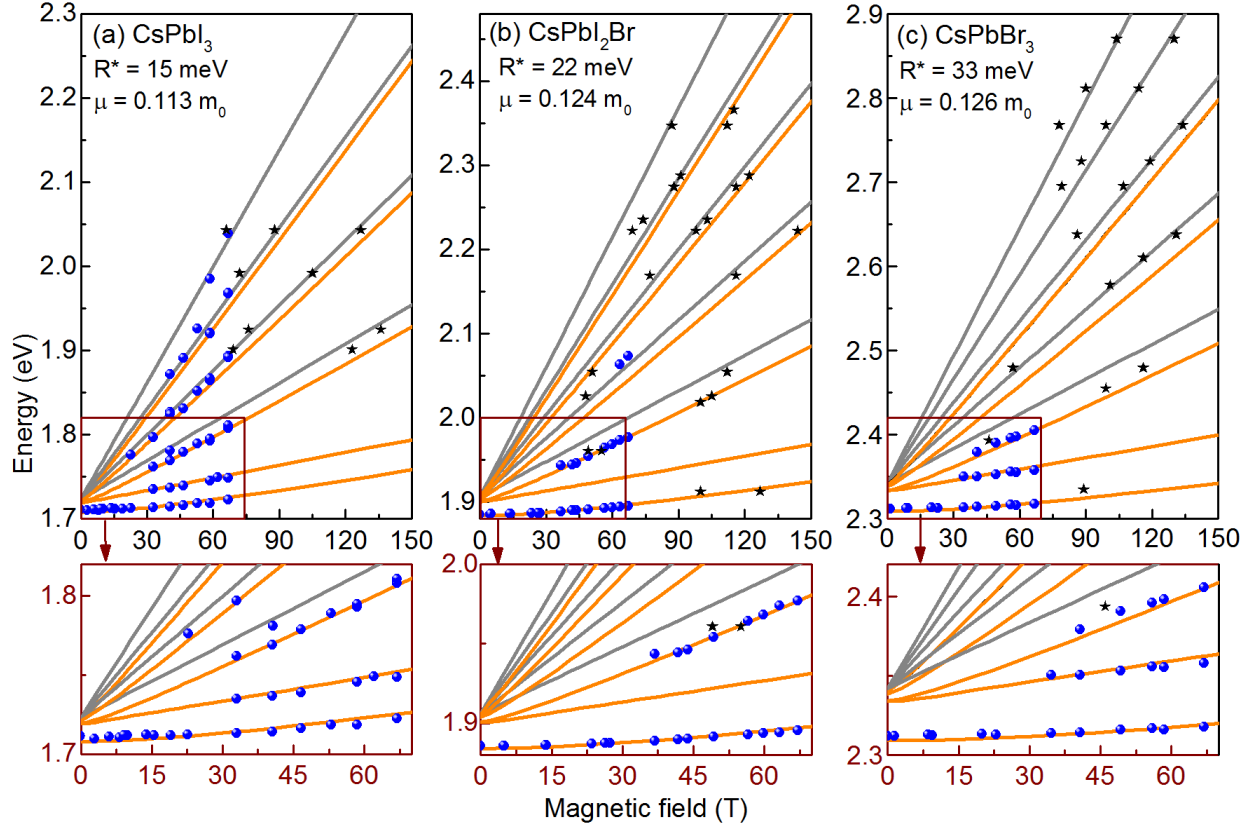 (a) CsPbI₃
R* = 15 meV
μ = 0.113 m₀
(b) CsPbI₂Br
R* = 22 meV
μ = 0.124 m₀
(c) CsPbBr₃
R* = 33 meV
μ = 0.126 m₀
Energy (eV)
2.3
2.2
2.1
2.0
1.9
1.8
1.7
0 30 60 90 120 150
2.4
2.3
2.2
2.1
2.0
1.9
0 30 60 90 120 150
2.9
2.8
2.7
2.6
2.5
2.4
2.3
0 30 60 90 120 150
1.8
1.7
0 15 30 45 60
2.0
1.9
1.8
0 15 30 45 60
2.4
2.3
0 15 30 45 60
Magnetic field (T)